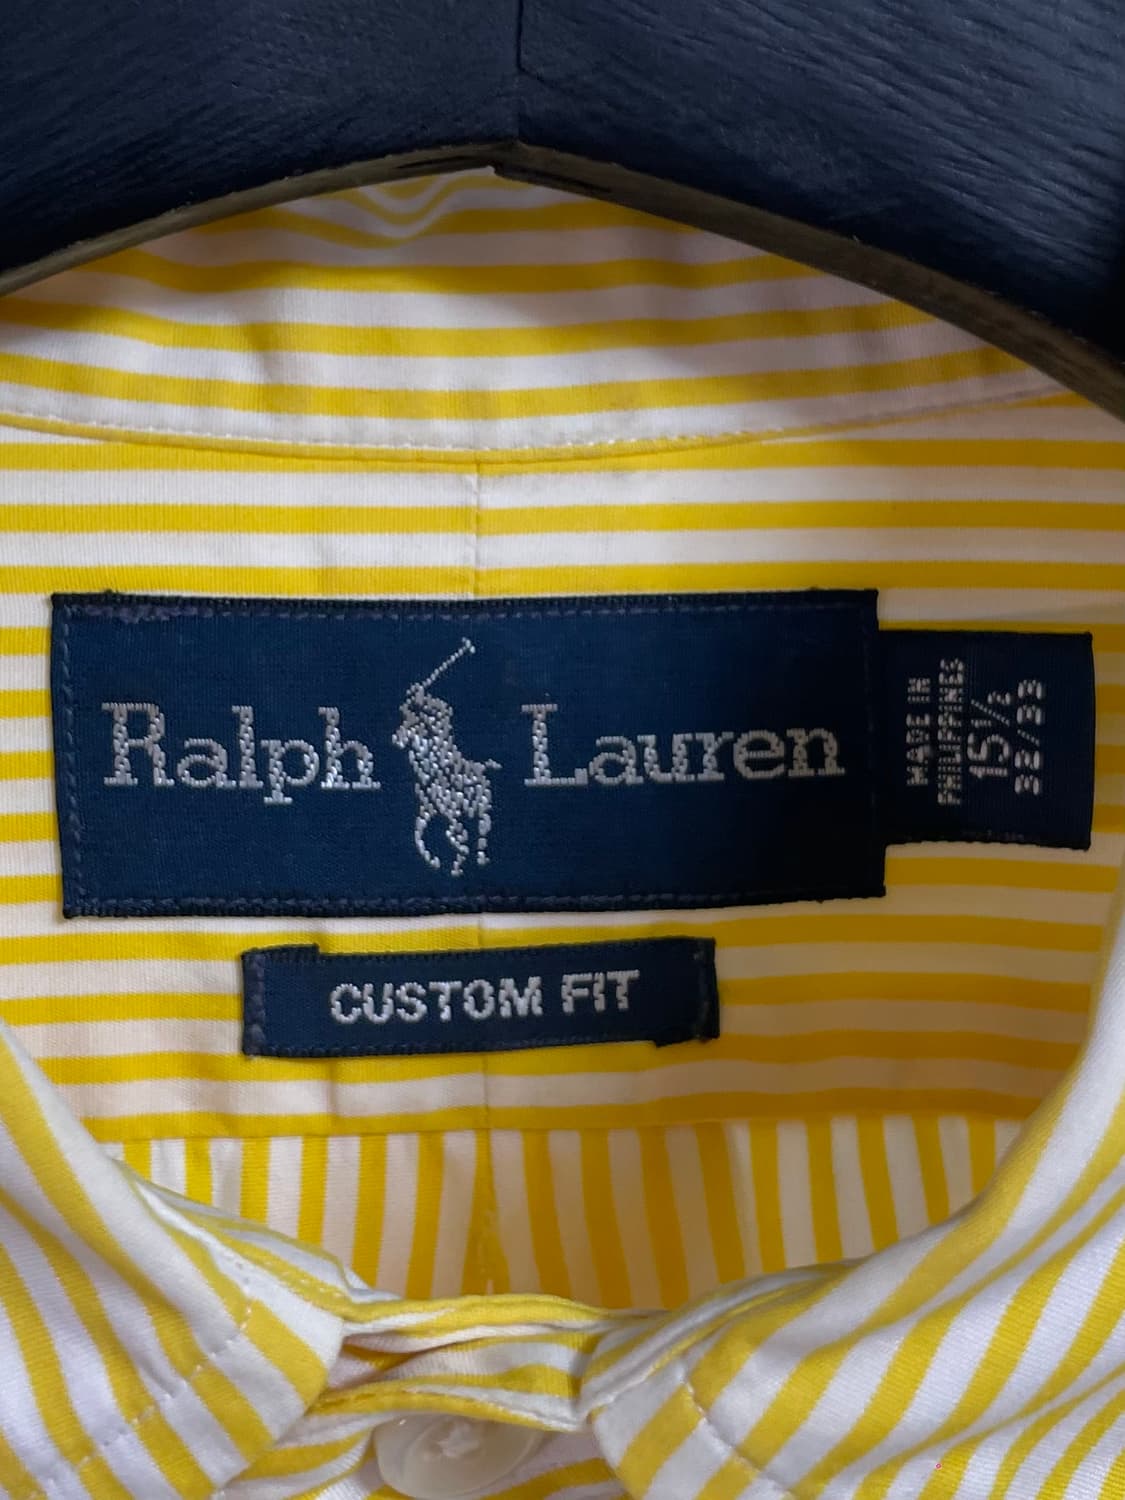 Ralph Lauren
MADE IN
PHILIPPINES
15½
32/33
CUSTOM FIT